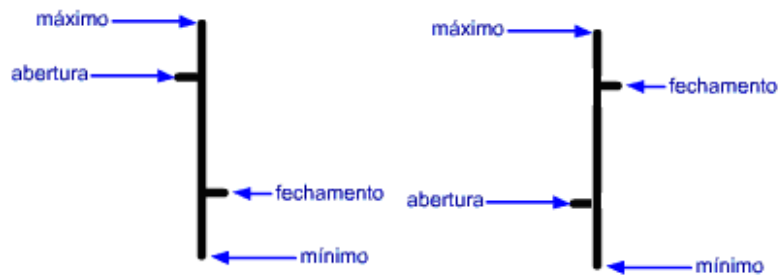 máximo
abertura
fechamento
mínimo
máximo
fechamento
abertura
mínimo